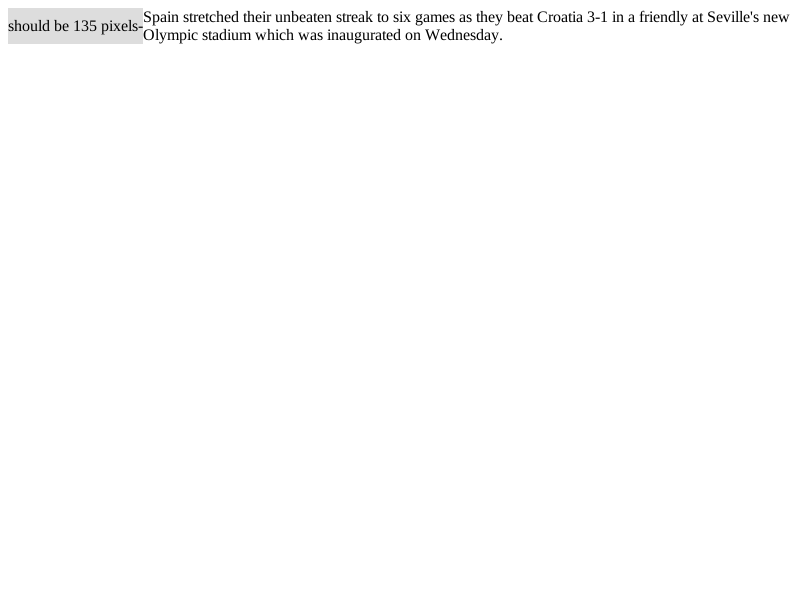 should be 135 pixels-
Spain stretched their unbeaten streak to six games as they beat Croatia 3-1 in a friendly at Seville's new
Olympic stadium which was inaugurated on Wednesday.